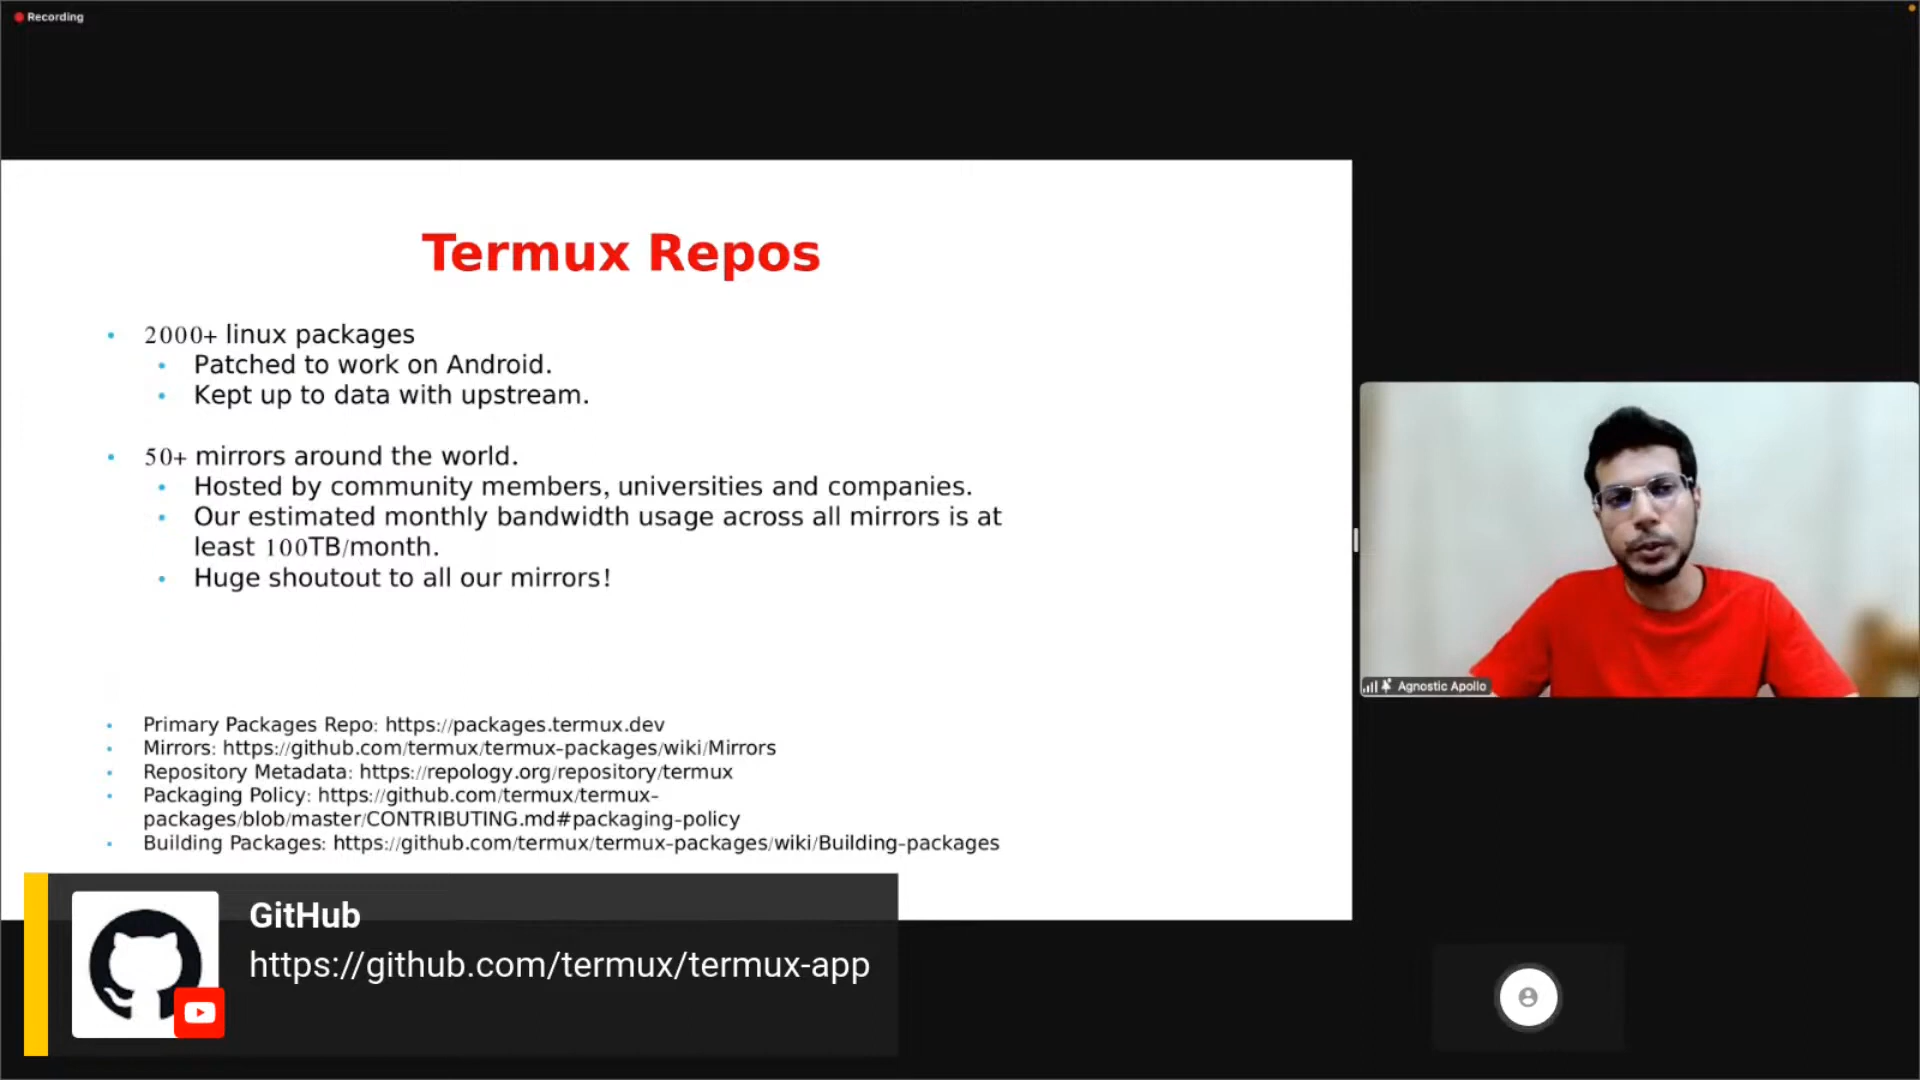 Recording
Termux Repos
2000+ linux packages
Patched to work on Android.
Kept up to data with upstream.
50+ mirrors around the world.
Hosted by community members, universities and companies.
Our estimated monthly bandwidth usage across all mirrors is at
least 100TB/month.
Huge shoutout to all our mirrors!
Primary Packages Repo: https://packages.termux.dev
Mirrors: https://github.com/termux/termux-packages/wiki/Mirrors
Repository Metadata: https://repology.org/repository/termux
Packaging Policy: https://github.com/termux/termux-
packages/blob/master/CONTRIBUTING.md#packaging-policy
Building Packages: https://github.com/termux/termux-packages/wiki/Building-packages
Agnostic Apollo
GitHub
https://github.com/termux/termux-app